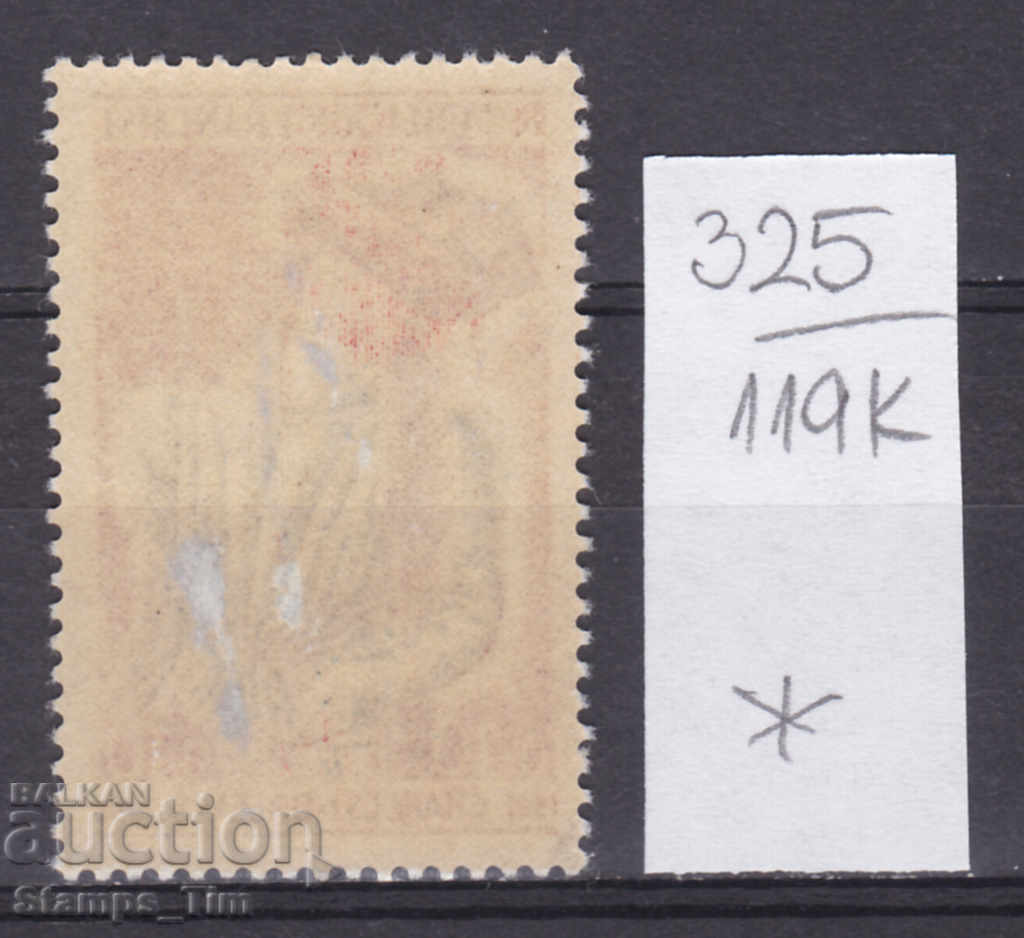 325
119K
*
BALKAN
auction
Stamps_Tim